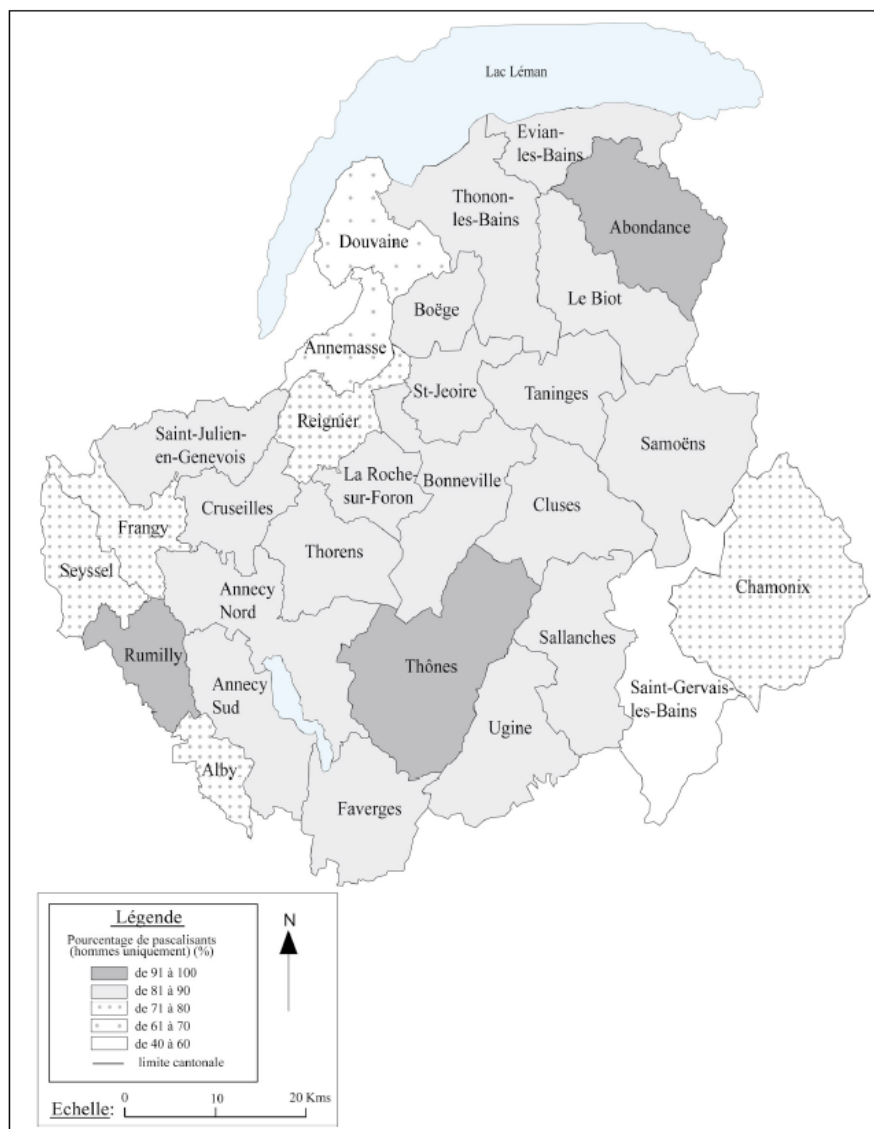 Lac Léman
Evian-
les-Bains
Thonon-
les-Bains
Abondance
Douvaine
Le Biot
Boëge
Annemasse
St-Jeoire
Taninges
Reignier
Saint-Julien-
en-Genevois
Samoëns
La Roche-
sur-Foron
Bonneville
Cruseilles
Cluses
Frangy
Thorens
Seyssel
Annecy
Nord
Chamonix
Sallanches
Rumilly
Thônes
Annecy
Sud
Saint-Gervais-
les-Bains
Ugine
Alby
Faverges
Légende
Pourcentage de pascalisants
(hommes uniquement) (%)
de 91 à 100
de 81 à 90
de 71 à 80
de 61 à 70
de 40 à 60
limite cantonale
N
Echelle: 0 10 20 Kms